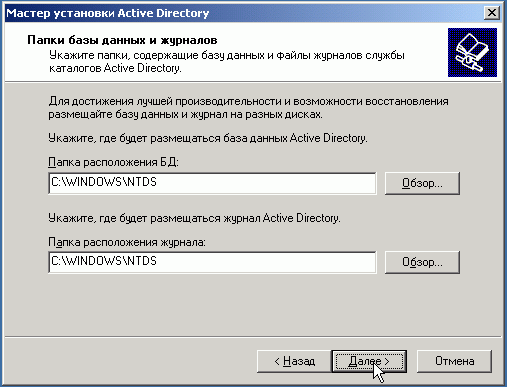 Мастер установки Active Directory
Папки базы данных и журналов
Укажите папки, содержащие базу данных и файлы журналов службы
каталогов Active Directory.
Для достижения лучшей производительности и возможности восстановления
размещайте базу данных и журнал на разных дисках.
Укажите, где будет размещаться база данных Active Directory.
Папка расположения БД:
C:\WINDOWS\NTDS
Обзор...
Укажите, где будет размещаться журнал Active Directory.
Папка расположения журнала:
C:\WINDOWS\NTDS
Обзор...
< Назад
Далее >
Отмена